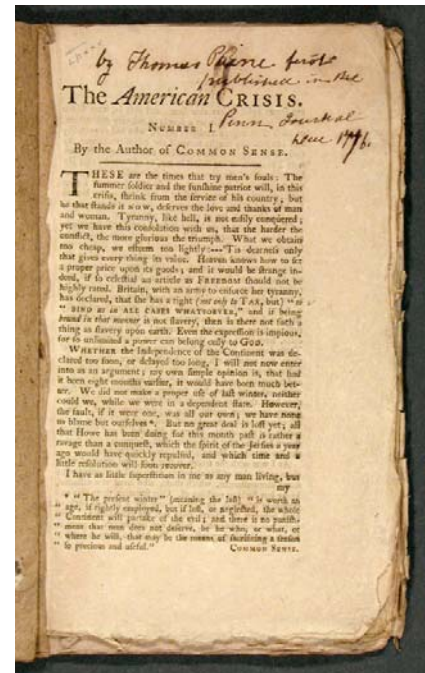 by Thomas Paine first
published in the
The American CRISIS.
NUMBER I.
Penn Journal
Dec 1776.
By the Author of COMMON SENSE.
THESE are the times that try men's souls: The
summer soldier and the sunshine patriot will, in this
crisis, shrink from the service of his country; but
he that stands it NOW, deserves the love and thanks of man
and woman. Tyranny, like hell, is not easily conquered;
yet we have this consolation with us, that the harder the
conflict, the more glorious the triumph. What we obtain
too cheap, we esteem too lightly:---'Tis dearness only
that gives every thing its value. Heaven knows how to set
a proper price upon its goods; and it would be strange in-
deed, if so celestial an article as FREEDOM should not be
highly rated. Britain, with an army to enforce her tyranny,
has declared, that she has a right (not only to TAX, but) "to
" BIND us in ALL CASES WHATSOEVER," and if being
bound in that manner is not slavery, then is there not such a
thing as slavery upon earth. Even the expression is impious,
for so unlimited a power can belong only to GOD.
WHETHER the Independence of the Continent was de-
clared too soon, or delayed too long, I will not now enter
into as an argument; my own simple opinion is, that had
it been eight months earlier, it would have been much bet-
ter. We did not make a proper use of last winter, neither
could we, while we were in a dependent state. However,
the fault, if it were one, was all our own; we have none
to blame but ourselves*. But no great deal is lost yet; all
that Howe has been doing for this month past is rather a
ravage than a conquest, which the spirit of the Jersies a year
ago would have quickly repulsed, and which time and a
little resolution will soon recover.
I have as little superstition in me as any man living, but
my
* "The present winter" (meaning the last) "is worth an
" age, if rightly employed, but if lost, or neglected, the whole
" Continent will partake of the evil; and there is no punish-
" ment that man does not deserve, be he who, or what, or
" where he will, that may be the means of sacrificing a season
" so precious and useful." COMMON SENSE.